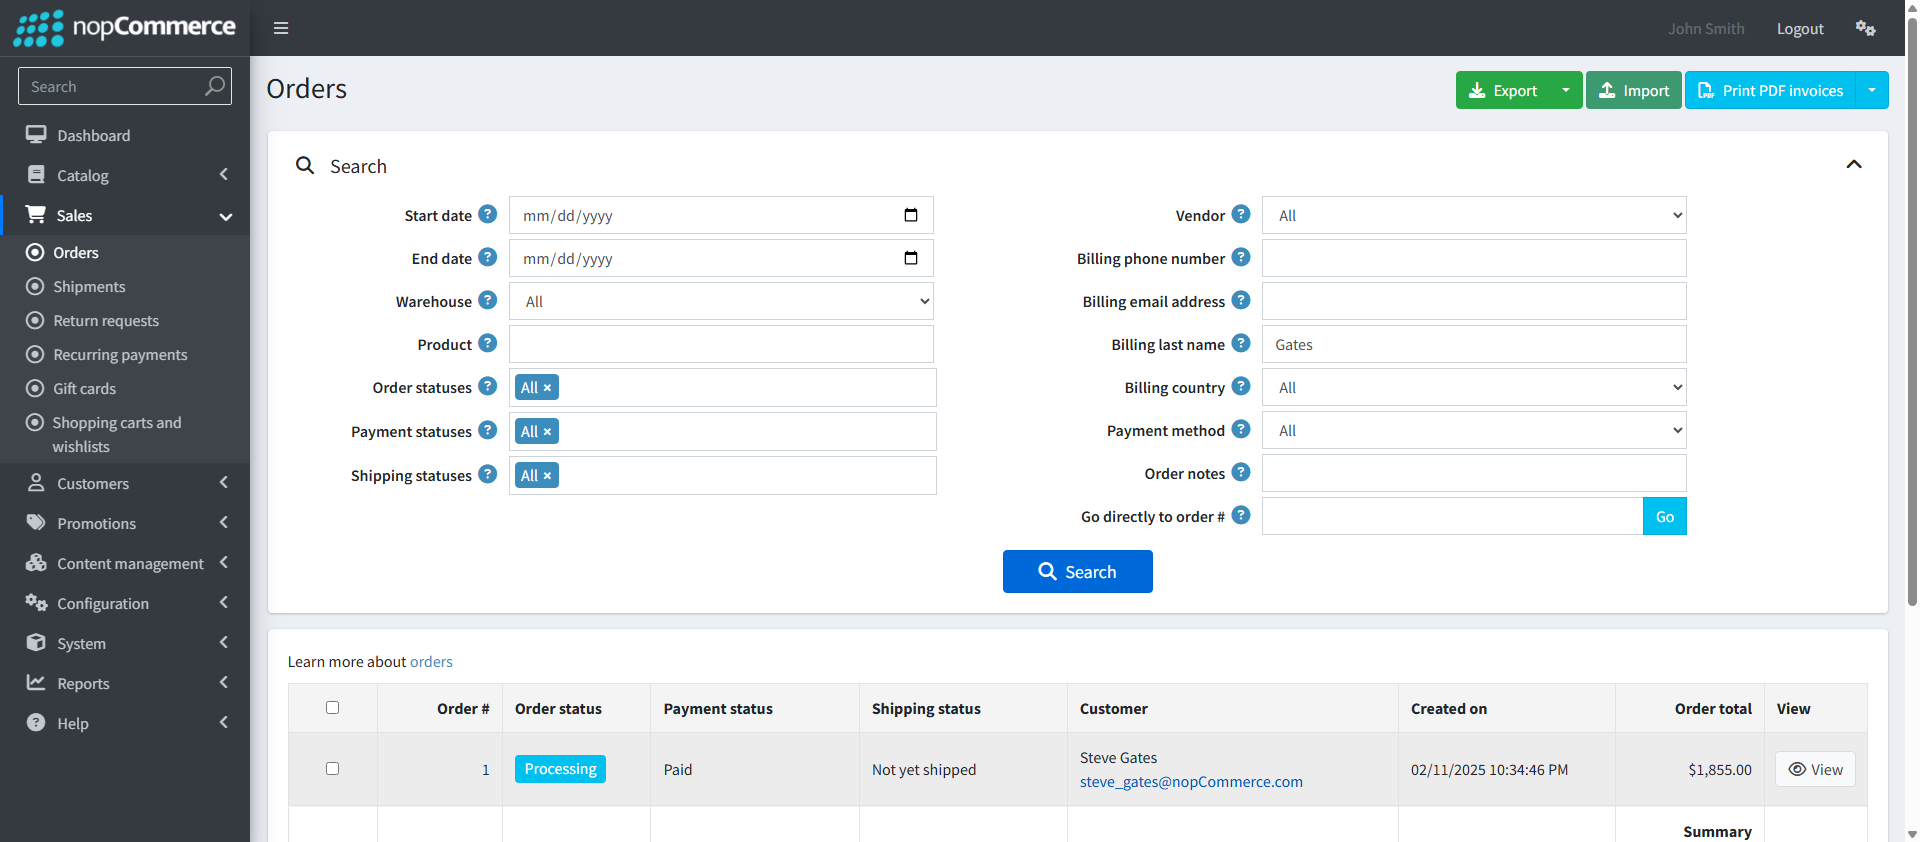 nopCommerce
John Smith
Logout
Search
Dashboard
Catalog
Sales
Orders
Shipments
Return requests
Recurring payments
Gift cards
Shopping carts and
wishlists
Customers
Promotions
Content management
Configuration
System
Reports
Help
Orders
Export
Import
Print PDF invoices
Search
Start date ? mm/dd/yyyy
End date ? mm/dd/yyyy
Warehouse ? All
Product ?
Order statuses ? All ×
Payment statuses ? All ×
Shipping statuses ? All ×
Vendor ? All
Billing phone number ?
Billing email address ?
Billing last name ? Gates
Billing country ? All
Payment method ? All
Order notes ?
Go directly to order # ? Go
Search
Learn more about orders
Order # Order status Payment status Shipping status Customer Created on Order total View
1 Processing Paid Not yet shipped Steve Gates 02/11/2025 10:34:46 PM $1,855.00 View
steve_gates@nopCommerce.com
Summary